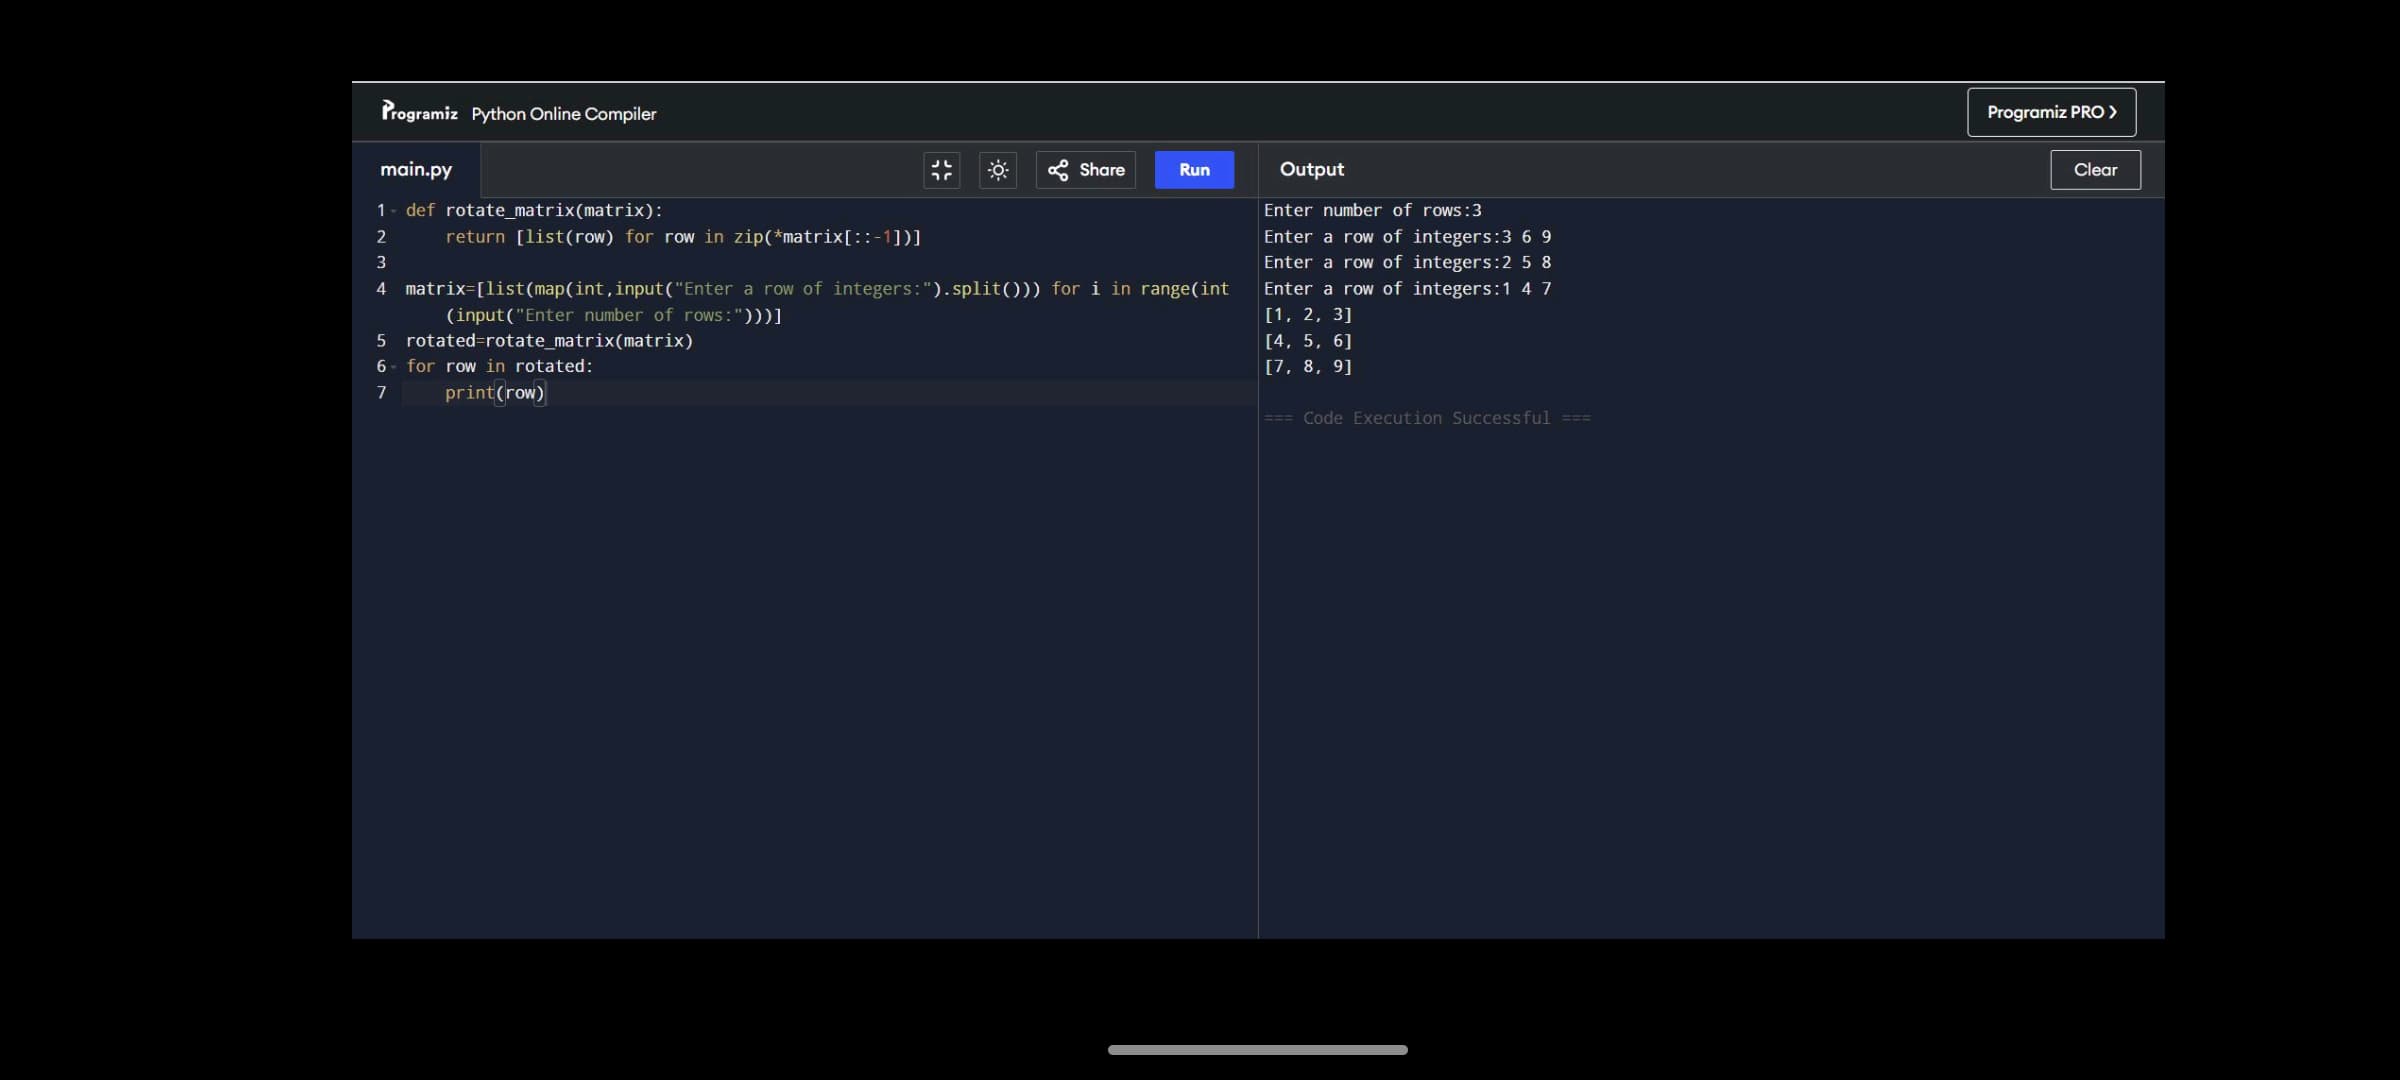 Programiz Python Online Compiler
Programiz PRO >
main.py
Share
Run
Output
Clear
1 def rotate_matrix(matrix):
2     return [list(row) for row in zip(*matrix[::-1])]
3
4 matrix=[list(map(int,input("Enter a row of integers:").split())) for i in range(int
    (input("Enter number of rows:")))]
5 rotated=rotate_matrix(matrix)
6 for row in rotated:
7     print(row)
Enter number of rows:3
Enter a row of integers:3 6 9
Enter a row of integers:2 5 8
Enter a row of integers:1 4 7
[1, 2, 3]
[4, 5, 6]
[7, 8, 9]
=== Code Execution Successful ===